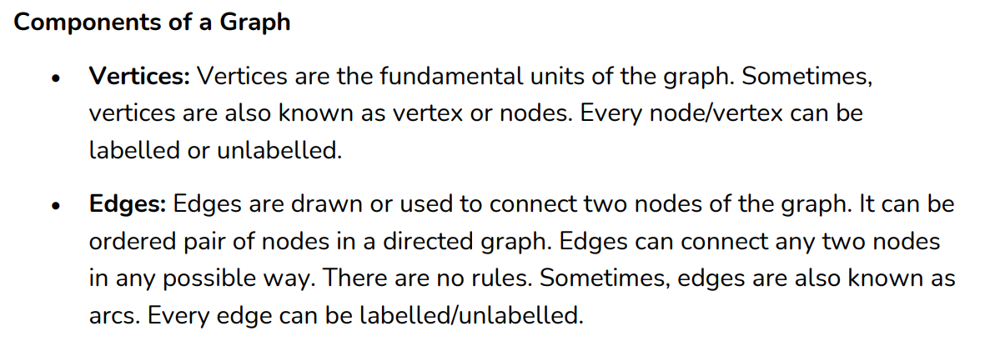 Components of a Graph
• Vertices: Vertices are the fundamental units of the graph. Sometimes,
vertices are also known as vertex or nodes. Every node/vertex can be
labelled or unlabelled.
• Edges: Edges are drawn or used to connect two nodes of the graph. It can be
ordered pair of nodes in a directed graph. Edges can connect any two nodes
in any possible way. There are no rules. Sometimes, edges are also known as
arcs. Every edge can be labelled/unlabelled.